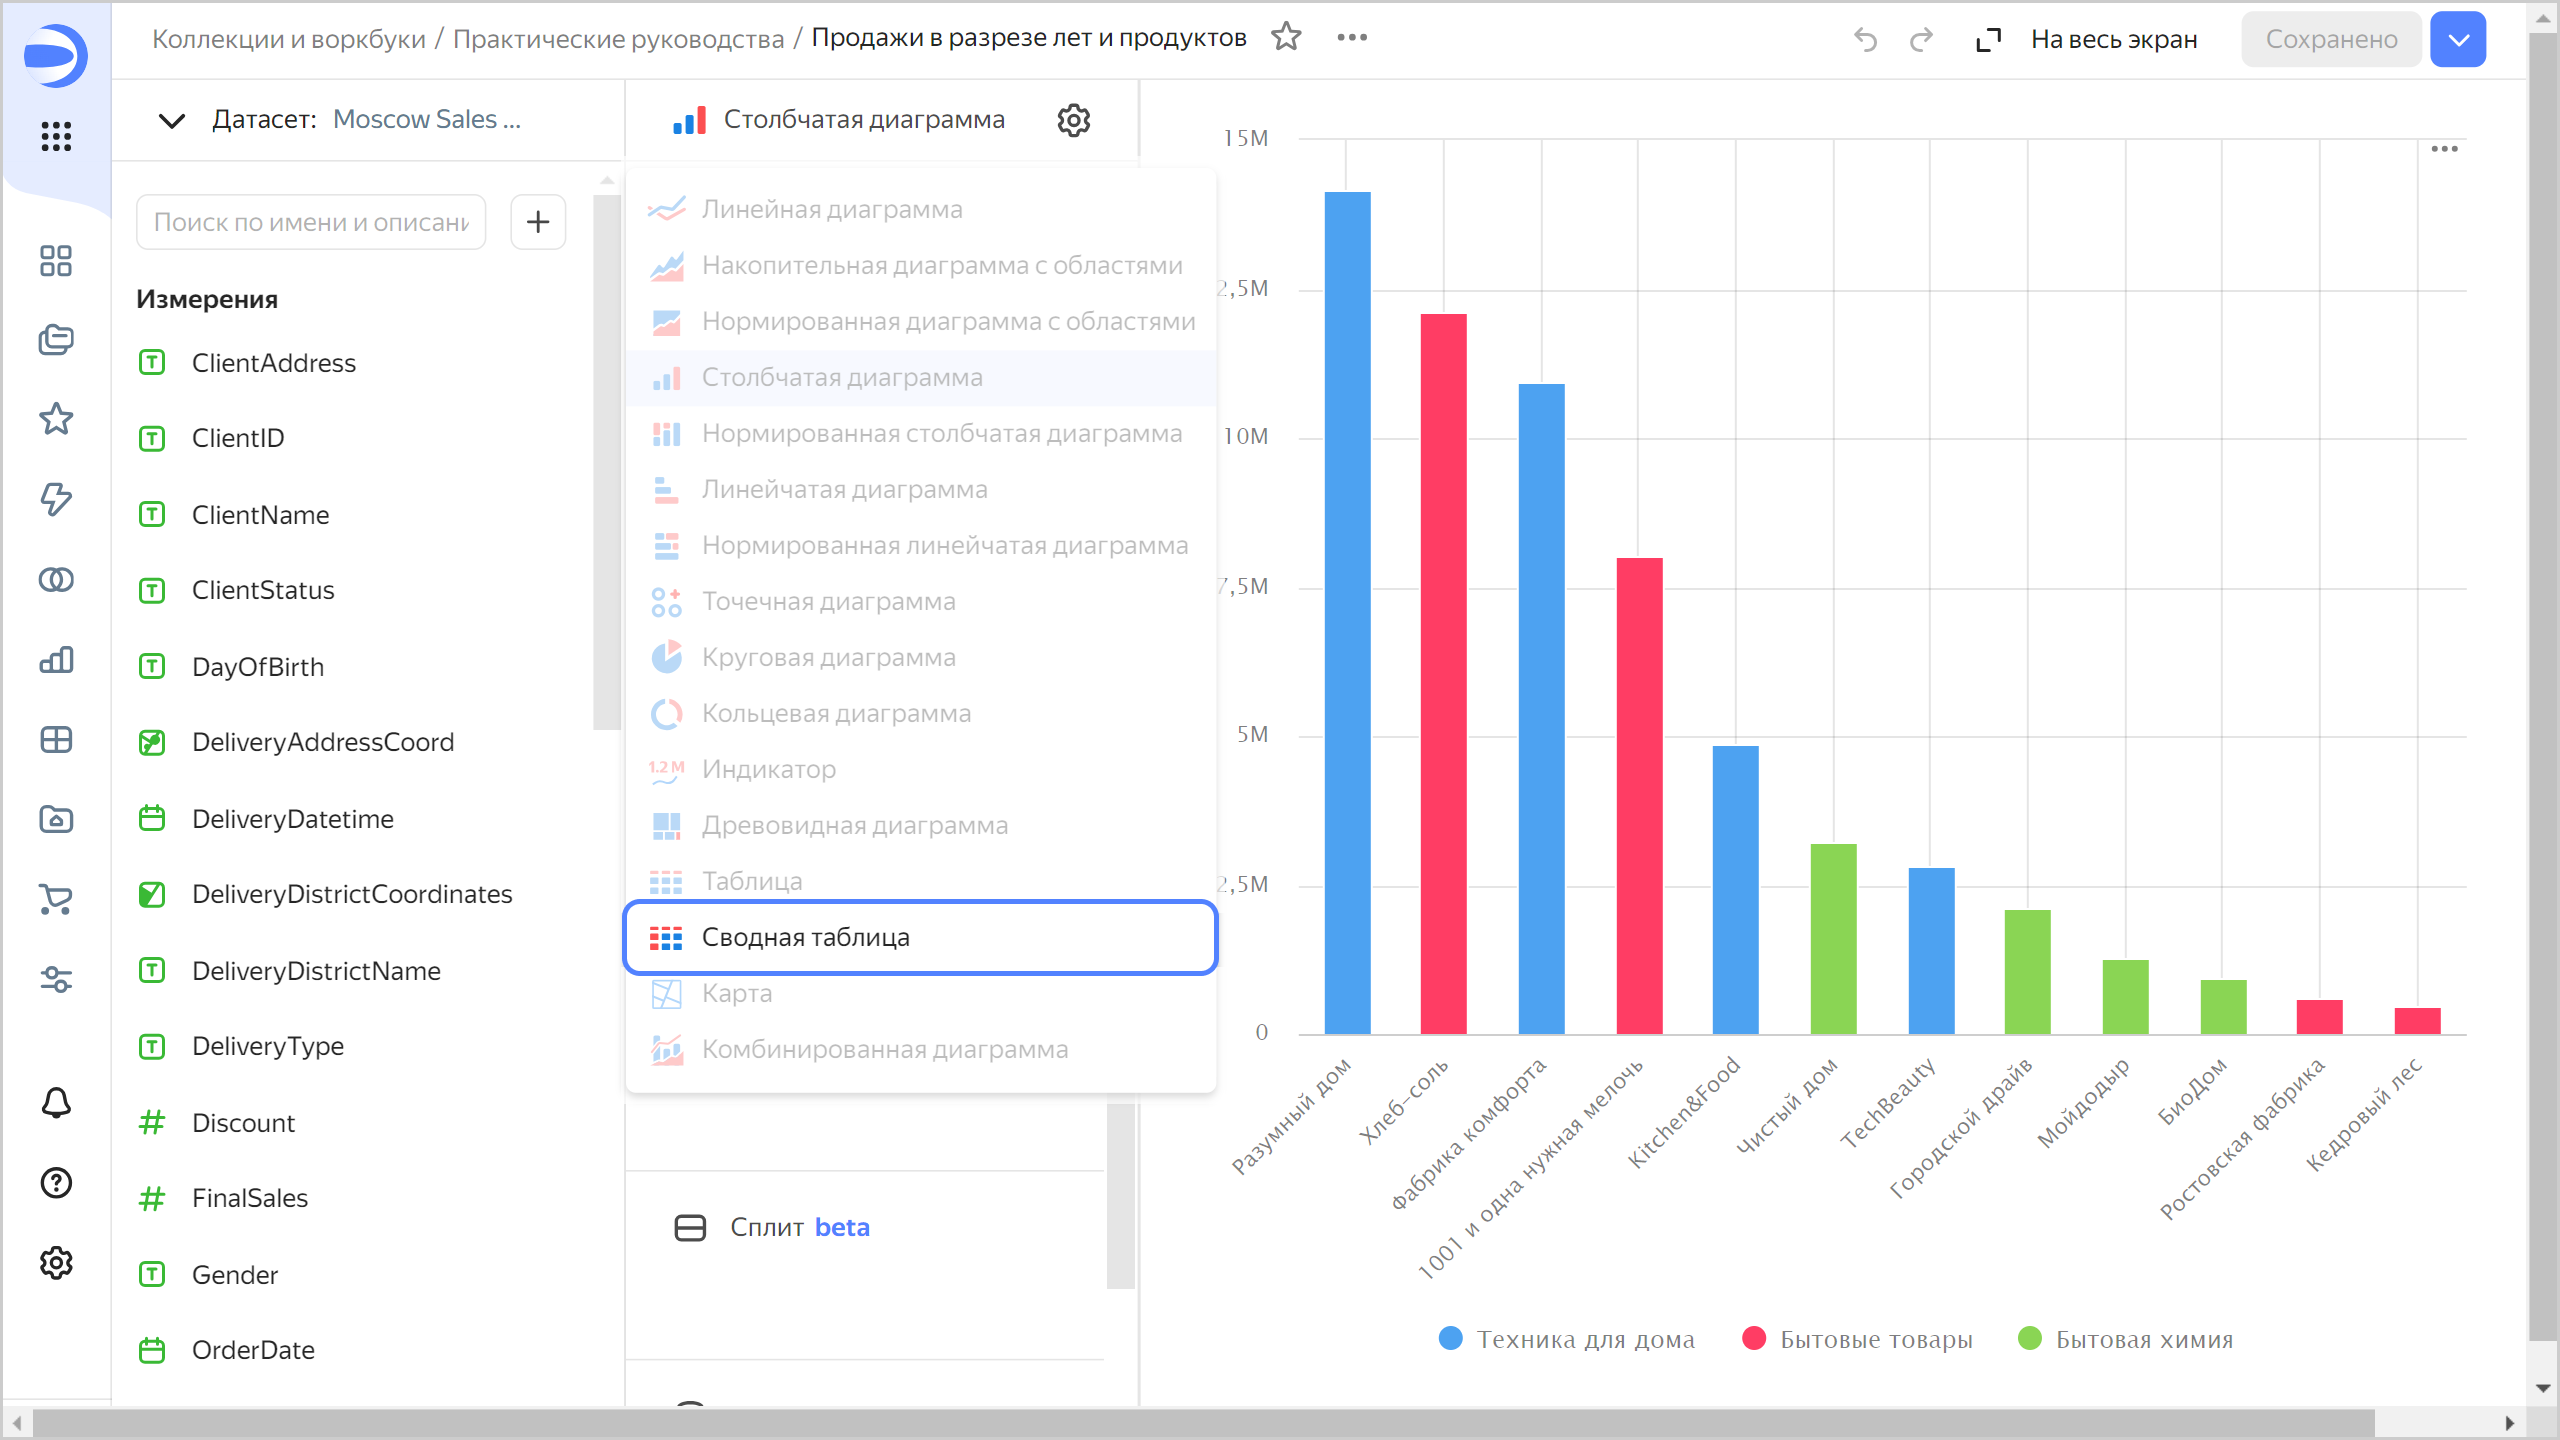 Коллекции и воркбуки / Практические руководства / Продажи в разрезе лет и продуктов
На весь экран
Сохранено
Датасет: Moscow Sales ...
Столбчатая диаграмма
Поиск по имени и описани
Измерения
ClientAddress
ClientID
ClientName
ClientStatus
DayOfBirth
DeliveryAddressCoord
DeliveryDatetime
DeliveryDistrictCoordinates
DeliveryDistrictName
DeliveryType
Discount
FinalSales
Gender
OrderDate
Линейная диаграмма
Накопительная диаграмма с областями
Нормированная диаграмма с областями
Столбчатая диаграмма
Нормированная столбчатая диаграмма
Линейчатая диаграмма
Нормированная линейчатая диаграмма
Точечная диаграмма
Круговая диаграмма
Кольцевая диаграмма
1.2 M Индикатор
Древовидная диаграмма
Таблица
Сводная таблица
Карта
Комбинированная диаграмма
Сплит beta
15M
2,5M
10M
7,5M
5M
2,5M
0
Разумный дом
Хлеб-соль
Фабрика комфорта
1001 и одна нужная мелочь
Kitchen&Food
Чистый дом
TechBeauty
Городской драйв
Мойдодыр
БиоДом
Ростовская фабрика
Кедровый лес
Техника для дома
Бытовые товары
Бытовая химия